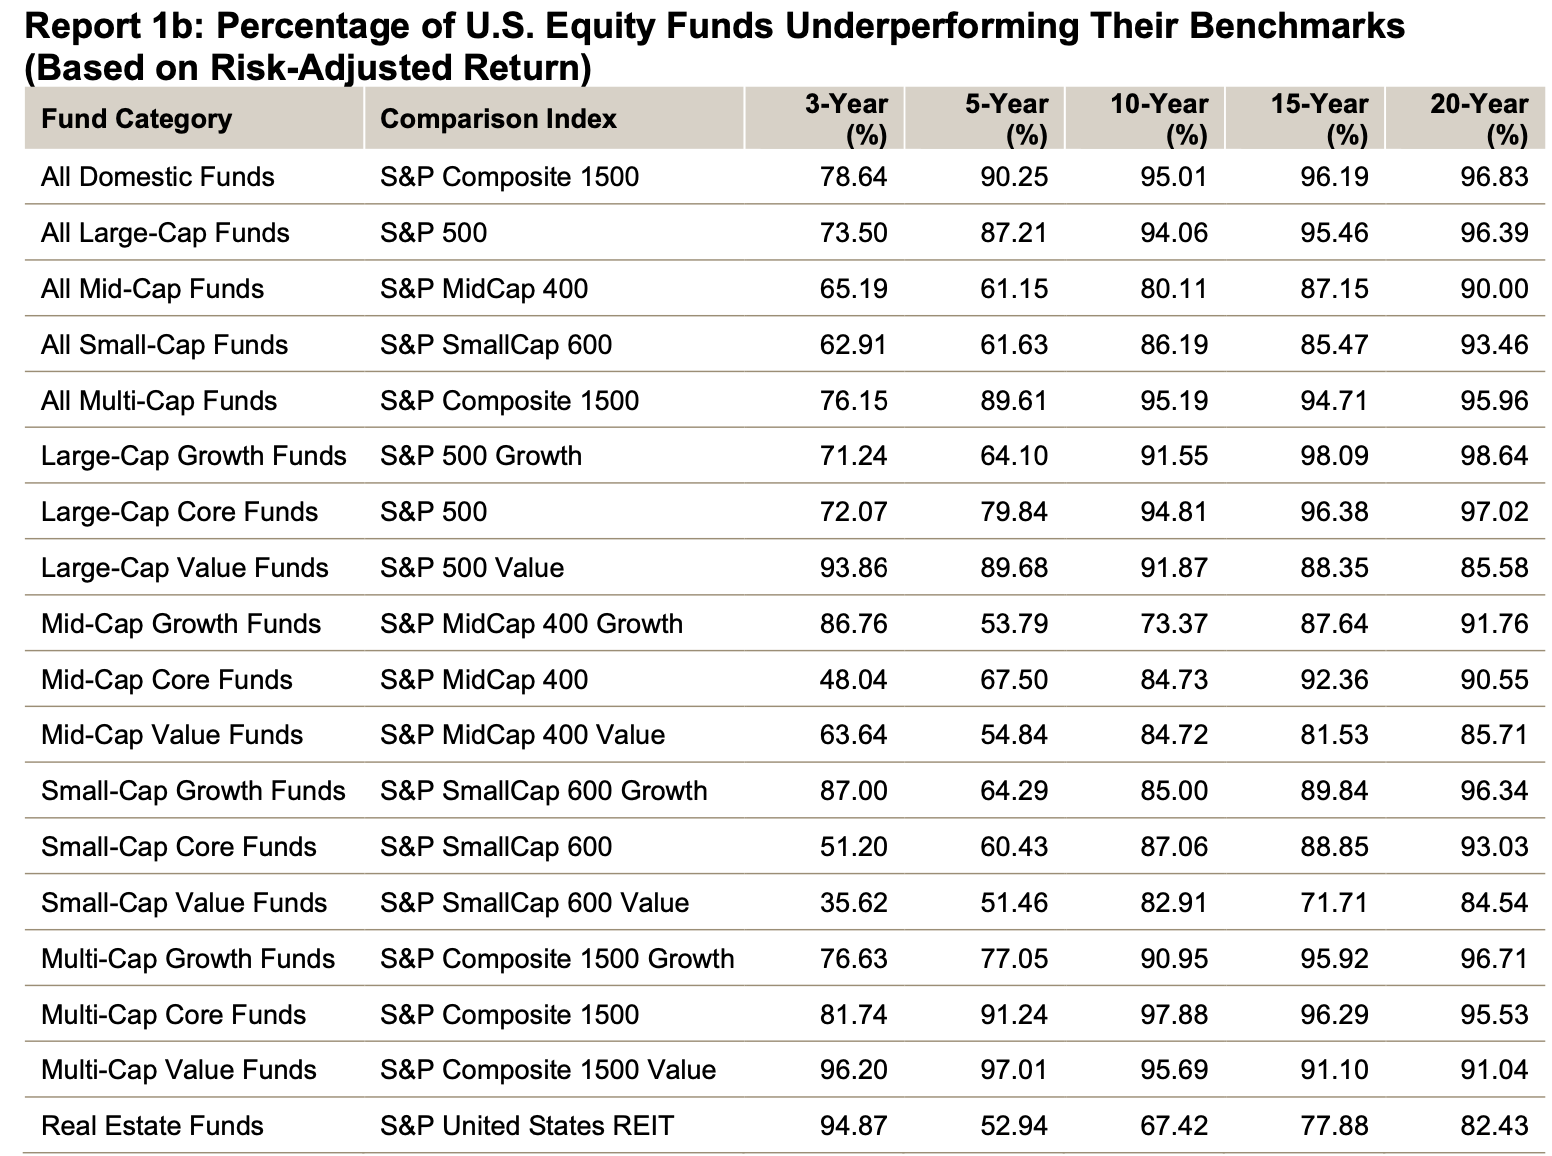 Report 1b: Percentage of U.S. Equity Funds Underperforming Their Benchmarks
(Based on Risk-Adjusted Return)
Fund Category Comparison Index 3-Year (%) 5-Year (%) 10-Year (%) 15-Year (%) 20-Year (%)
All Domestic Funds S&P Composite 1500 78.64 90.25 95.01 96.19 96.83
All Large-Cap Funds S&P 500 73.50 87.21 94.06 95.46 96.39
All Mid-Cap Funds S&P MidCap 400 65.19 61.15 80.11 87.15 90.00
All Small-Cap Funds S&P SmallCap 600 62.91 61.63 86.19 85.47 93.46
All Multi-Cap Funds S&P Composite 1500 76.15 89.61 95.19 94.71 95.96
Large-Cap Growth Funds S&P 500 Growth 71.24 64.10 91.55 98.09 98.64
Large-Cap Core Funds S&P 500 72.07 79.84 94.81 96.38 97.02
Large-Cap Value Funds S&P 500 Value 93.86 89.68 91.87 88.35 85.58
Mid-Cap Growth Funds S&P MidCap 400 Growth 86.76 53.79 73.37 87.64 91.76
Mid-Cap Core Funds S&P MidCap 400 48.04 67.50 84.73 92.36 90.55
Mid-Cap Value Funds S&P MidCap 400 Value 63.64 54.84 84.72 81.53 85.71
Small-Cap Growth Funds S&P SmallCap 600 Growth 87.00 64.29 85.00 89.84 96.34
Small-Cap Core Funds S&P SmallCap 600 51.20 60.43 87.06 88.85 93.03
Small-Cap Value Funds S&P SmallCap 600 Value 35.62 51.46 82.91 71.71 84.54
Multi-Cap Growth Funds S&P Composite 1500 Growth 76.63 77.05 90.95 95.92 96.71
Multi-Cap Core Funds S&P Composite 1500 81.74 91.24 97.88 96.29 95.53
Multi-Cap Value Funds S&P Composite 1500 Value 96.20 97.01 95.69 91.10 91.04
Real Estate Funds S&P United States REIT 94.87 52.94 67.42 77.88 82.43